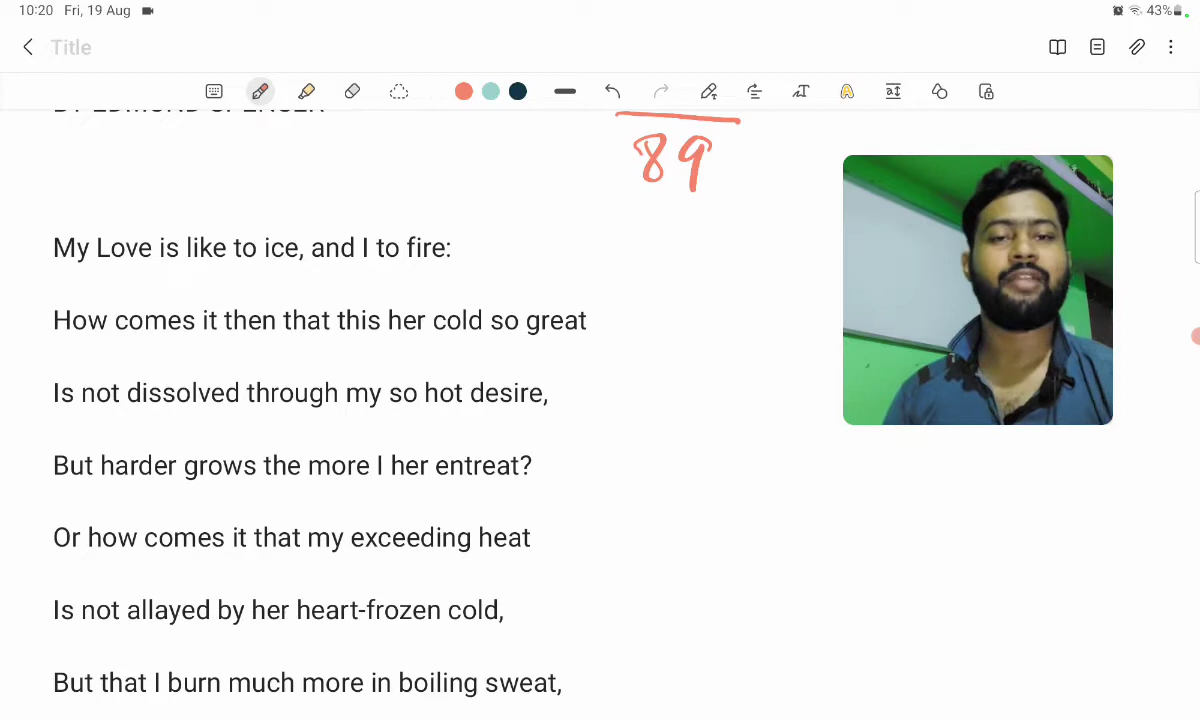 10:20 Fri, 19 Aug 43%
Title
BY EDMUND SPENSER
89
My Love is like to ice, and I to fire:
How comes it then that this her cold so great
Is not dissolved through my so hot desire,
But harder grows the more I her entreat?
Or how comes it that my exceeding heat
Is not allayed by her heart-frozen cold,
But that I burn much more in boiling sweat,